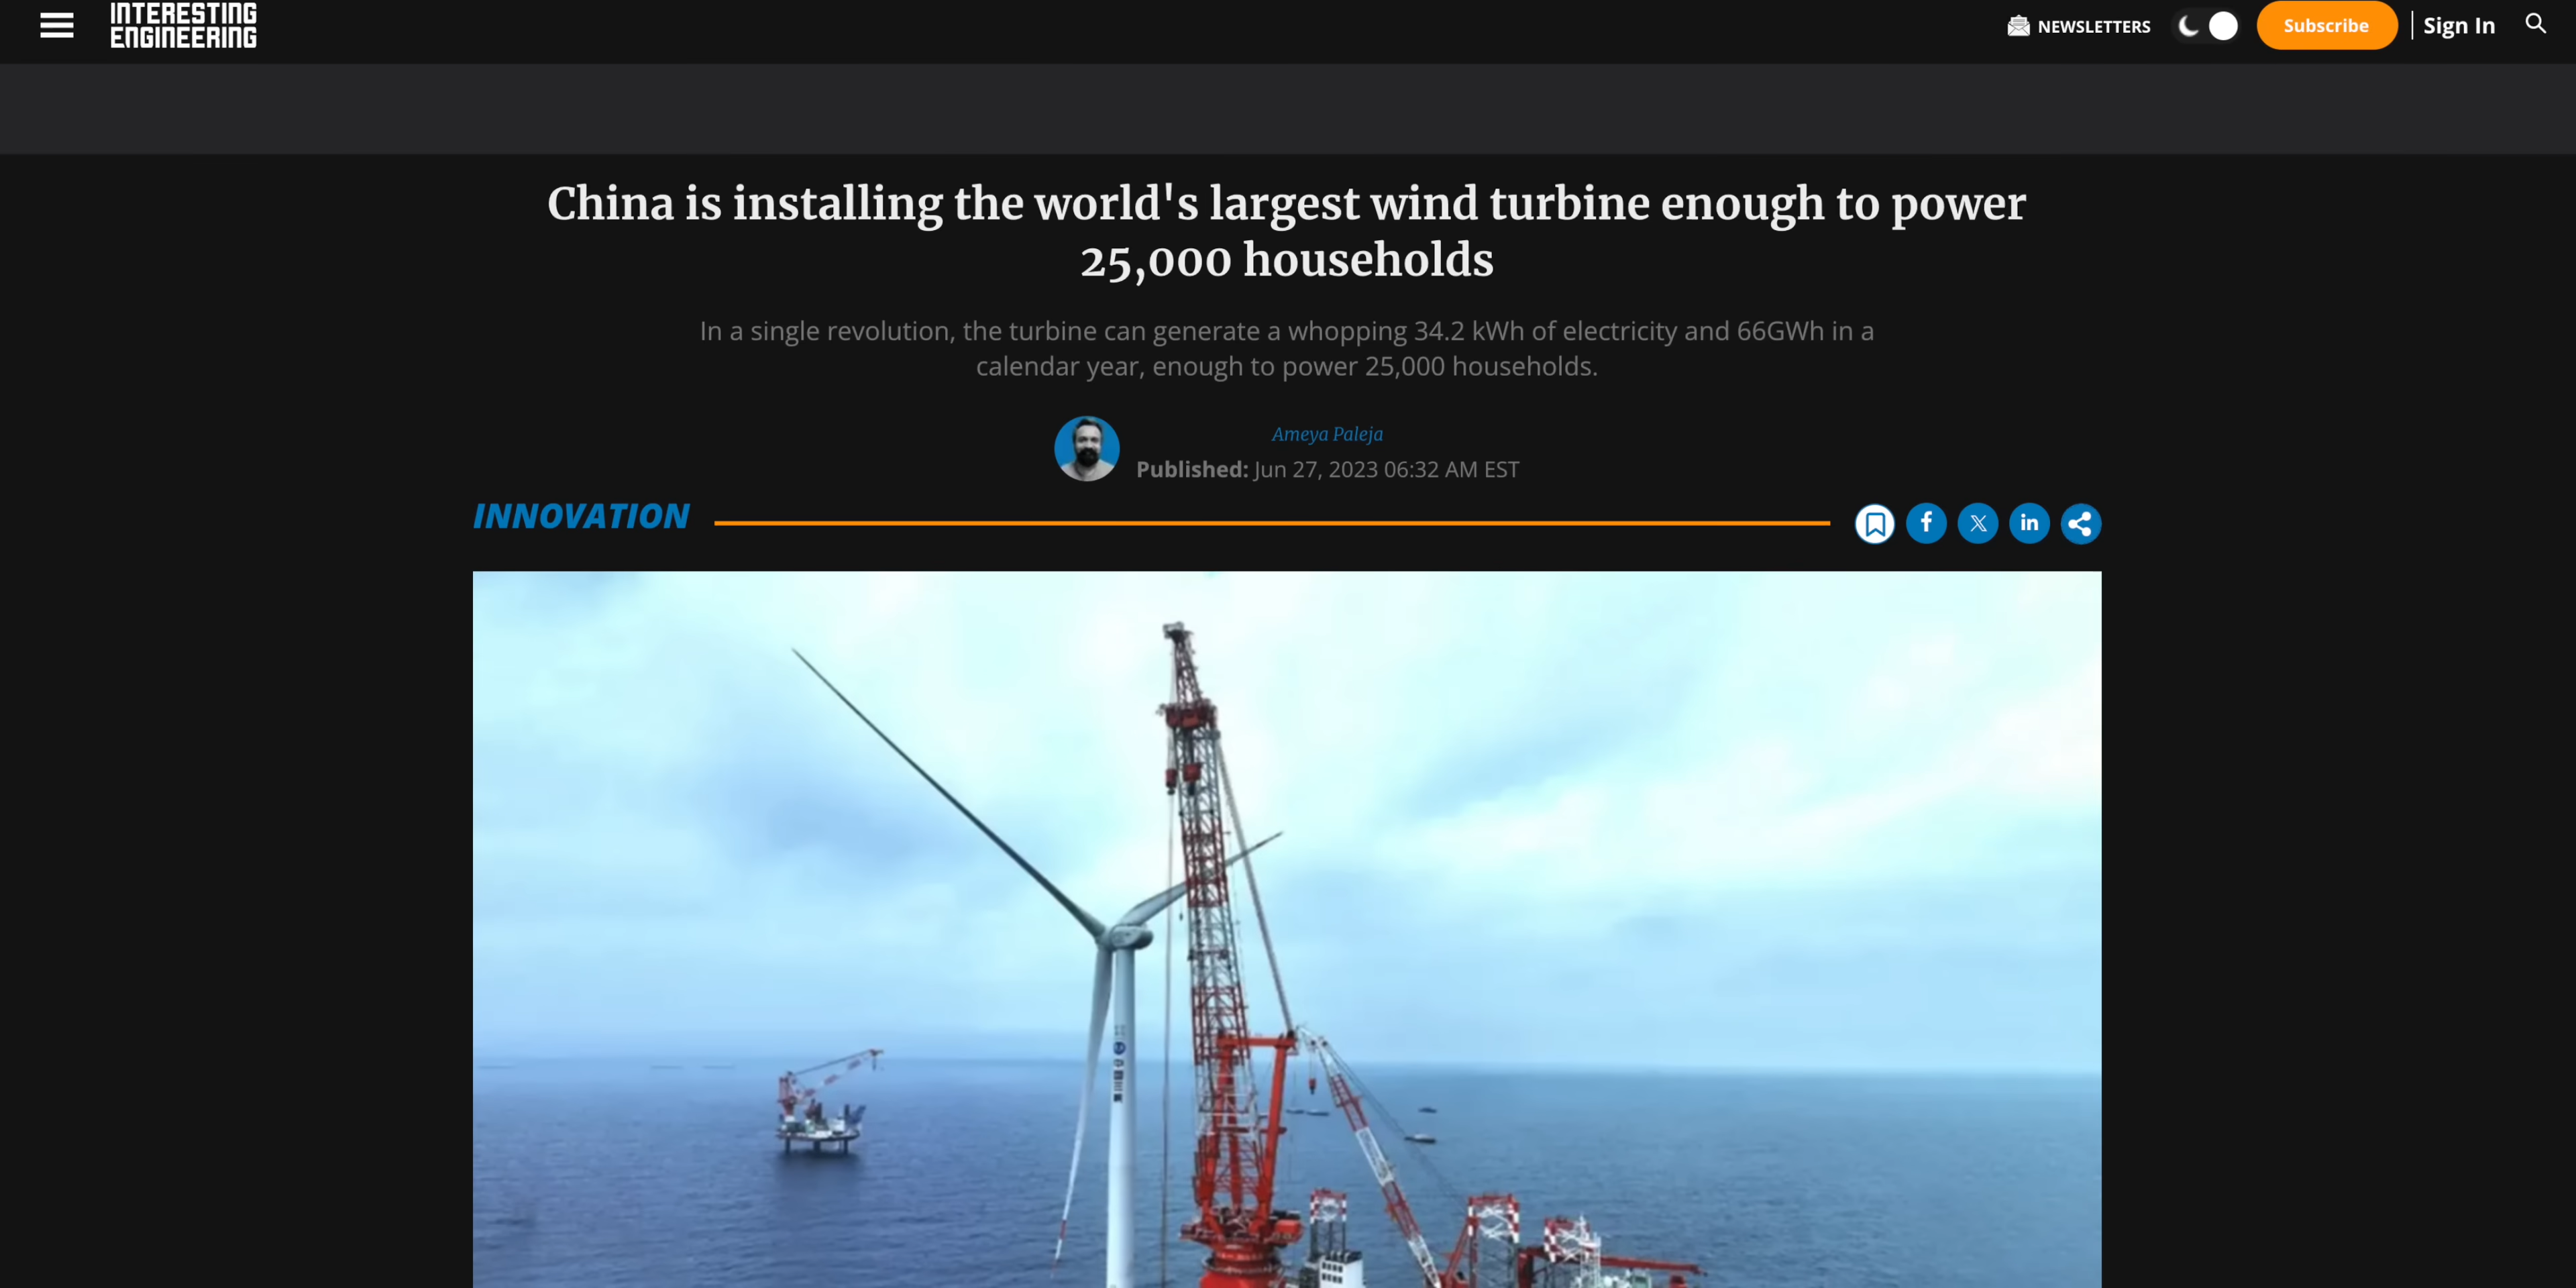 INTERESTING
ENGINEERING
NEWSLETTERS
Subscribe
Sign In
China is installing the world's largest wind turbine enough to power
25,000 households
In a single revolution, the turbine can generate a whopping 34.2 kWh of electricity and 66GWh in a
calendar year, enough to power 25,000 households.
Ameya Paleja
Published: Jun 27, 2023 06:32 AM EST
INNOVATION